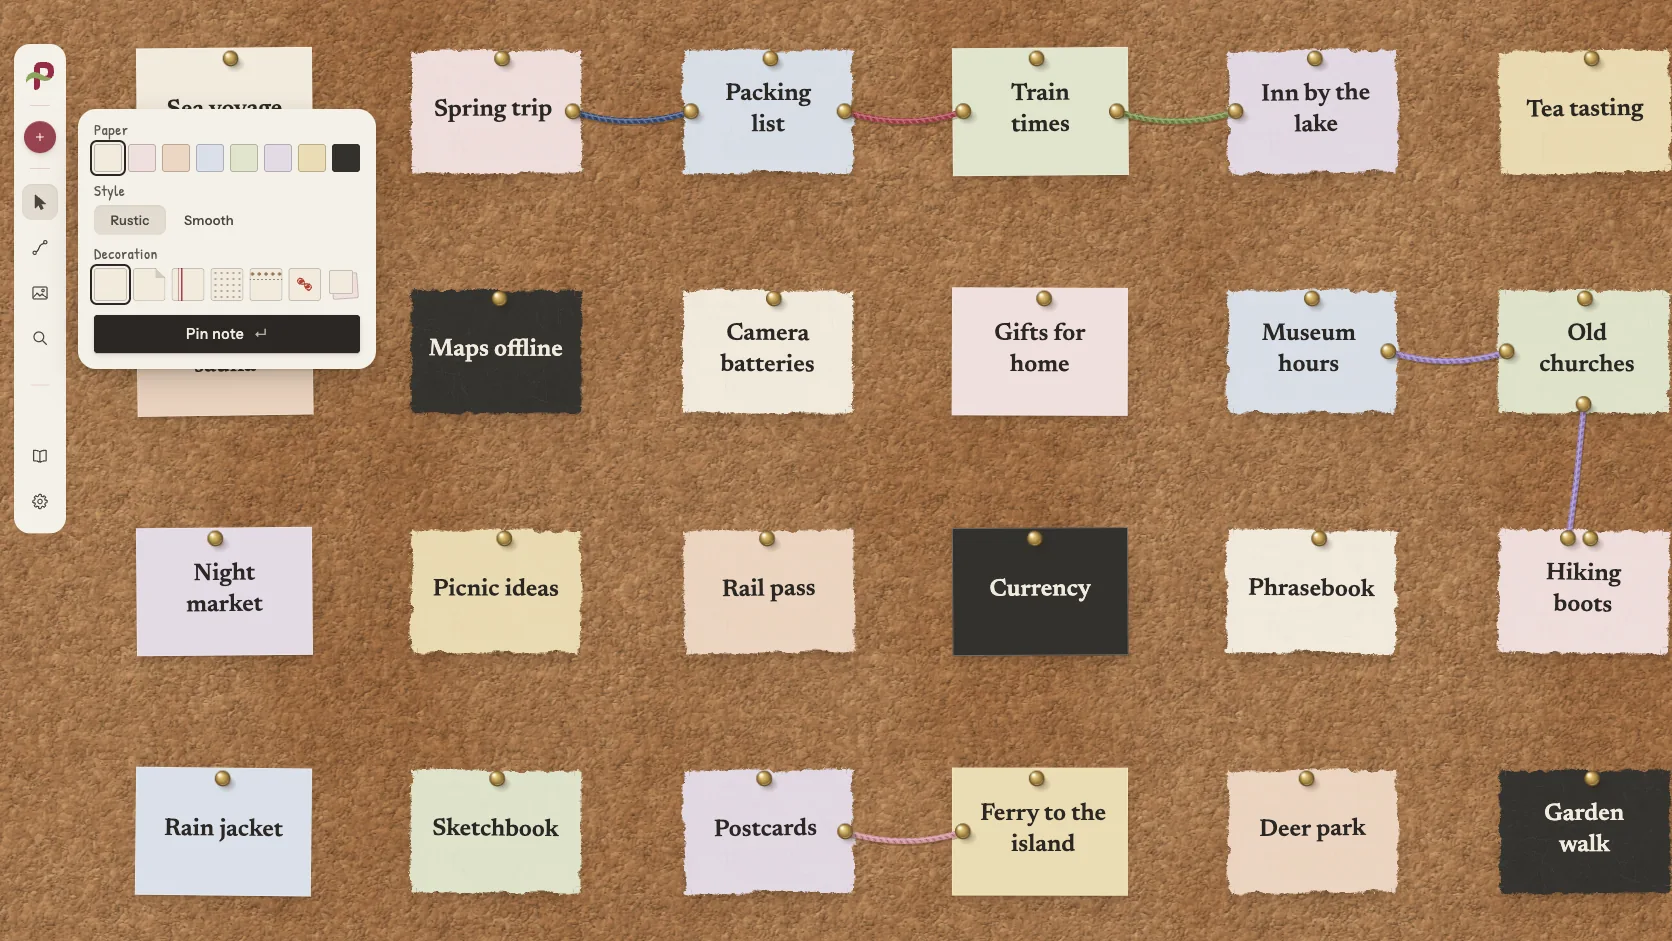 Sea voyage
Spring trip
Packing
list
Train
times
Inn by the
lake
Tea tasting
Paper
Style
Rustic Smooth
Decoration
Pin note ↵
sauna
Maps offline
Camera
batteries
Gifts for
home
Museum
hours
Old
churches
Night
market
Picnic ideas
Rail pass
Currency
Phrasebook
Hiking
boots
Rain jacket
Sketchbook
Postcards
Ferry to the
island
Deer park
Garden
walk